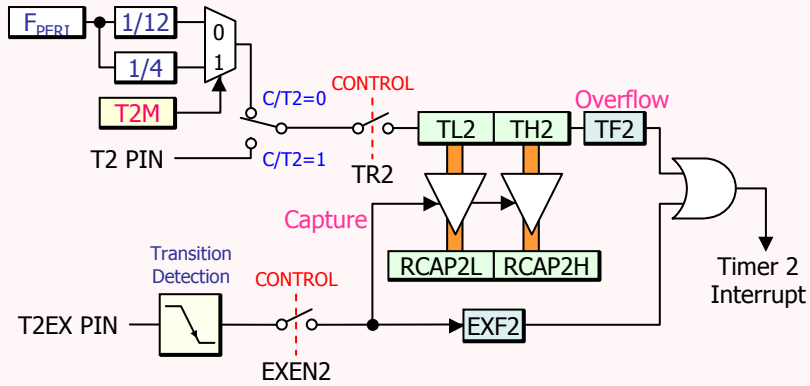 F_PERI
1/12
0
1/4
1
T2M
C/T2=0
CONTROL
Overflow
TL2
TH2
TF2
T2 PIN
C/T2=1
TR2
Capture
RCAP2L
RCAP2H
Timer 2
Interrupt
Transition
Detection
CONTROL
T2EX PIN
EXF2
EXEN2